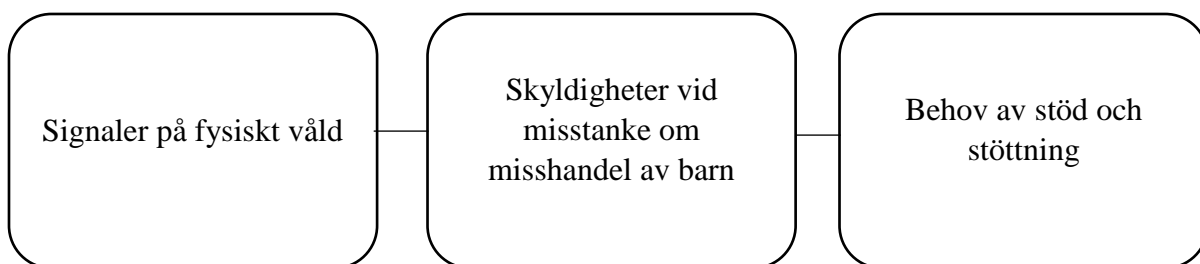 Signaler på fysiskt våld
Skyldigheter vid
misstanke om
misshandel av barn
Behov av stöd och
stöttning